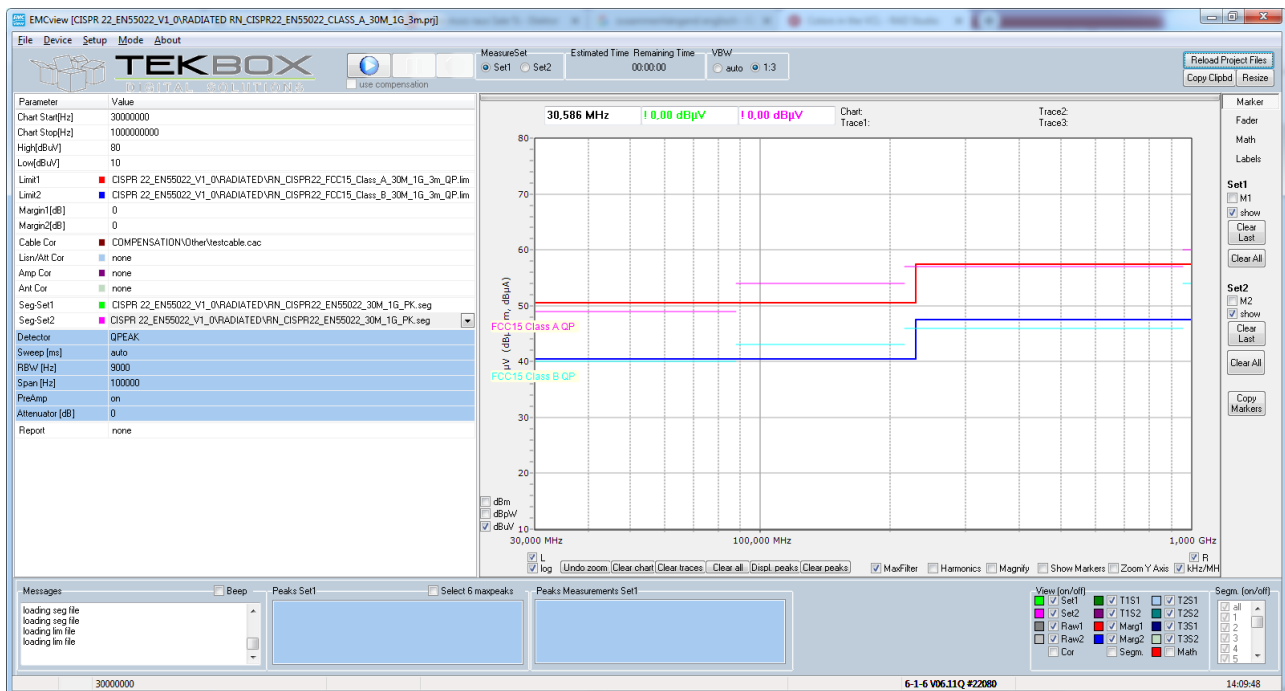 EMCview [CISPR 22_EN55022_V1_0\RADIATED RN_CISPR22_EN55022_CLASS_A_30M_1G_3m.prj]
File Device Setup Mode About
TEKBOX
DIGITAL SOLUTIONS
use compensation
MeasureSet
Set1 Set2
Estimated Time Remaining Time
00:00:00
VBW
auto 1:3
Reload Project Files
Copy Clipbd Resize
Parameter Value
Chart Start[Hz] 30000000
Chart Stop[Hz] 1000000000
High[dBuV] 80
Low[dBuV] 10
Limit1 CISPR 22_EN55022_V1_0\RADIATED\RN_CISPR22_FCC15_Class_A_30M_1G_3m_QP.lim
Limit2 CISPR 22_EN55022_V1_0\RADIATED\RN_CISPR22_FCC15_Class_B_30M_1G_3m_QP.lim
Margin1[dB] 0
Margin2[dB] 0
Cable Cor COMPENSATION\Other\testcable.cac
Lisn/Att Cor none
Amp Cor none
Ant Cor none
Seg-Set1 CISPR 22_EN55022_V1_0\RADIATED\RN_CISPR22_EN55022_30M_1G_PK.seg
Seg-Set2 CISPR 22_EN55022_V1_0\RADIATED\RN_CISPR22_EN55022_30M_1G_PK.seg
Detector QPEAK
Sweep [ms] auto
RBW [Hz] 9000
Span [Hz] 100000
PreAmp on
Attenuator [dB] 0
Report none
30,586 MHz ! 0,00 dBµV ! 0,00 dBµV
Chart: Trace2:
Trace1: Trace3:
80
70
60
50
40
30
20
10
m, dBµA)
µV (dBµ
FCC15 Class A QP
FCC15 Class B QP
dBm
dBpW
dBuV
30,000 MHz 100,000 MHz 1,000 GHz
L R
log Undo zoom Clear chart Clear traces Clear all Displ. peaks Clear peaks MaxFilter Harmonics Magnify Show Markers Zoom Y Axis kHz/MH
Marker
Fader
Math
Labels
Set1
M1
show
Clear Last
Clear All
Set2
M2
show
Clear Last
Clear All
Copy Markers
Messages Beep
loading seg file
loading seg file
loading lim file
loading lim file
Peaks Set1 Select 6 maxpeaks
Peaks Measurements Set1
View (on/off)
Set1 T1S1 T2S1
Set2 T1S2 T2S2
Raw1 Marg1 T3S1
Raw2 Marg2 T3S2
Cor Segm. Math
Segm. (on/off)
all
1
2
3
4
5
30000000 6-1-6 V06.11Q #22080 14:09:48